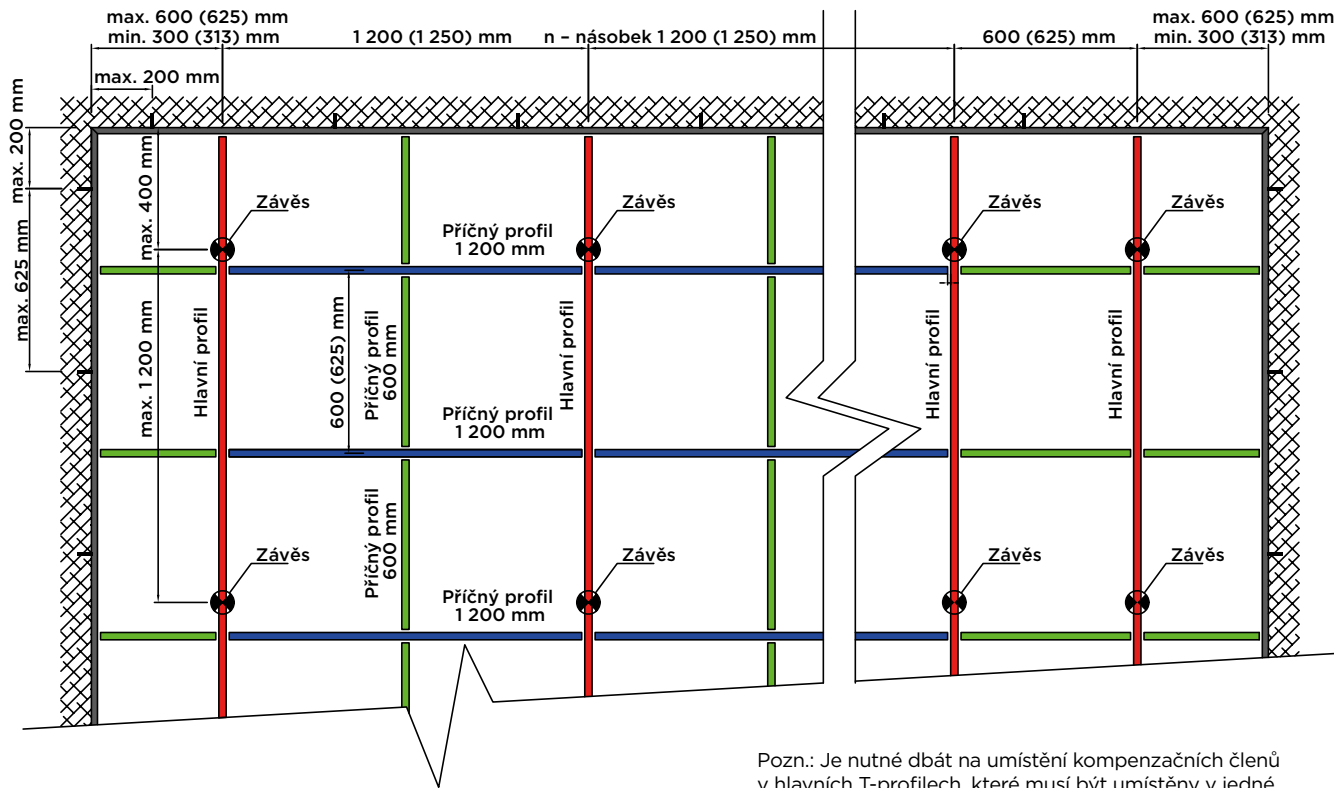 max. 600 (625) mm
min. 300 (313) mm
1 200 (1 250) mm
n – násobek 1 200 (1 250) mm
600 (625) mm
max. 600 (625) mm
min. 300 (313) mm
max. 200 mm
max. 200 mm
max. 625 mm
max. 400 mm
max. 1 200 mm
Závěs
Závěs
Závěs
Závěs
Příčný profil
1 200 mm
Hlavní profil
600 (625) mm
Příčný profil
600 mm
Hlavní profil
Hlavní profil
Hlavní profil
Příčný profil
1 200 mm
Příčný profil
600 mm
Závěs
Závěs
Závěs
Závěs
Příčný profil
1 200 mm
Pozn.: Je nutné dbát na umístění kompenzačních členů
v hlavních T-profilech, které musí být umístěny v jedné